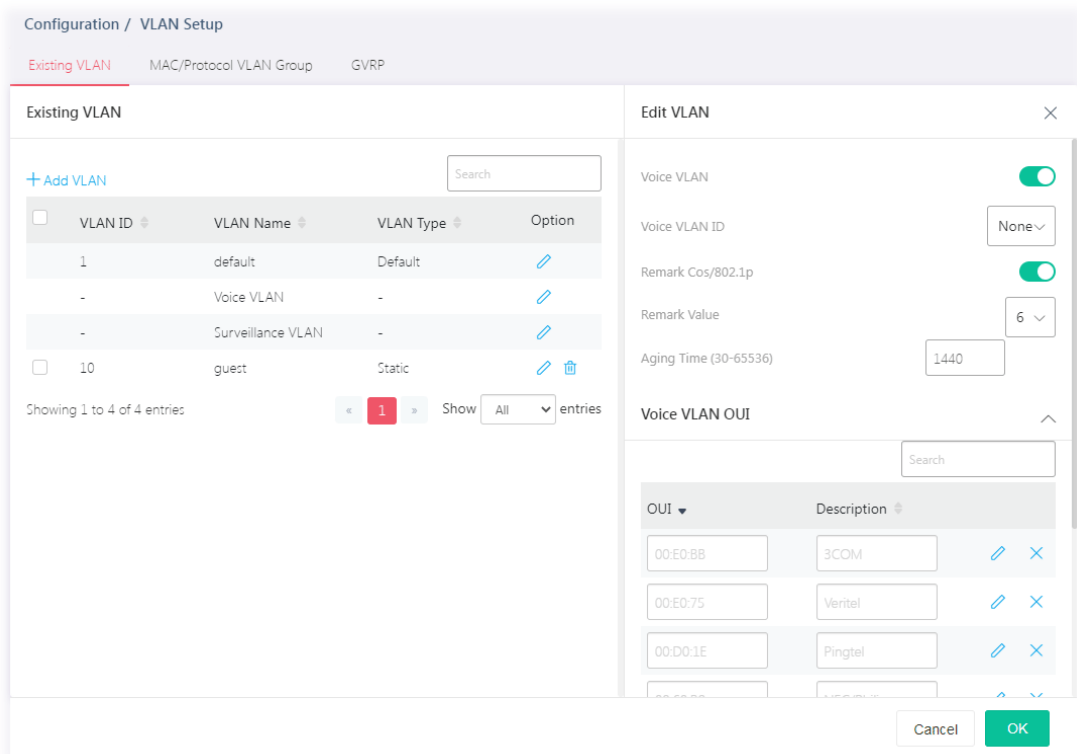 Configuration / VLAN Setup
Existing VLAN MAC/Protocol VLAN Group GVRP
Existing VLAN
+ Add VLAN
Search
VLAN ID VLAN Name VLAN Type Option
1 default Default
- Voice VLAN -
- Surveillance VLAN -
10 guest Static
Showing 1 to 4 of 4 entries
« 1 » Show All entries
Edit VLAN
Voice VLAN
Voice VLAN ID None
Remark Cos/802.1p
Remark Value 6
Aging Time (30-65536) 1440
Voice VLAN OUI
Search
OUI Description
00:E0:BB 3COM
00:E0:75 Veritel
00:D0:1E Pingtel
Cancel OK